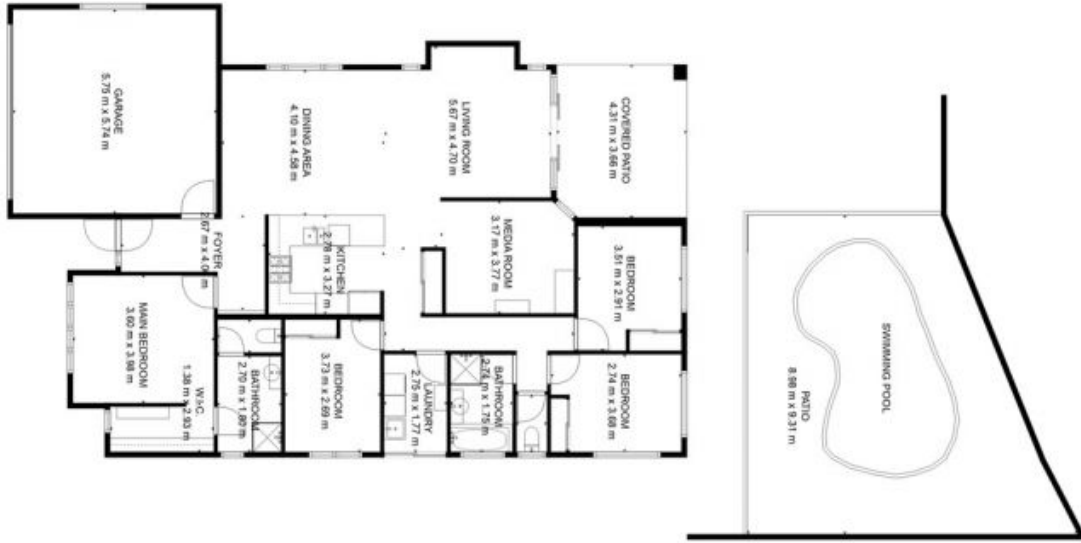 GARAGE
5.75 m x 5.74 m
DINING AREA
4.10 m x 4.58 m
LIVING ROOM
5.67 m x 4.70 m
COVERED PATIO
4.31 m x 3.66 m
FOYER
2.67 m x 4.0
KITCHEN
2.78 m x 3.27 m
MEDIA ROOM
3.17 m x 3.77 m
BEDROOM
3.51 m x 2.91 m
MAIN BEDROOM
3.60 m x 3.98 m
W.I.C.
1.38 m x 2.93 m
BATHROOM
2.70 m x 1.80 m
BEDROOM
3.73 m x 2.69 m
LAUNDRY
2.75 m x 1.77 m
BATHROOM
2.74 m x 1.75 m
BEDROOM
2.74 m x 3.68 m
SWIMMING POOL
PATIO
8.98 m x 9.31 m